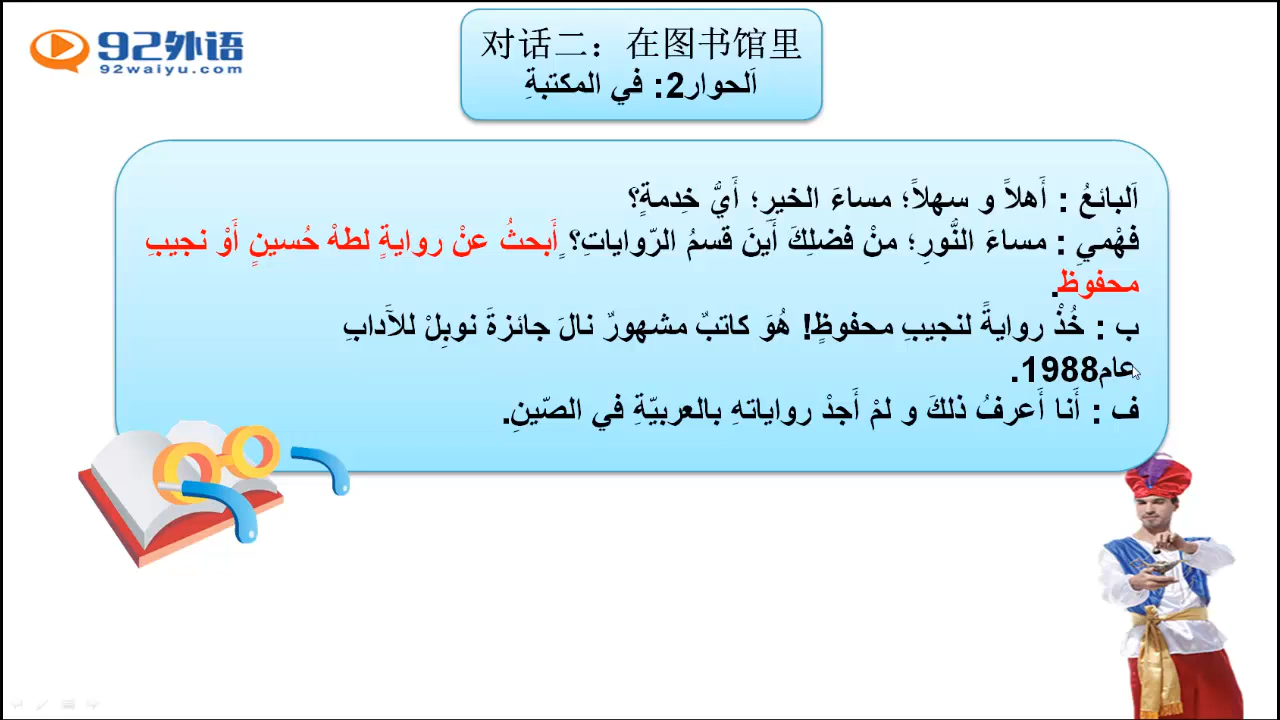 92外语
92waiyu.com
对话二：在图书馆里
اَلحوار2: في المكتبةِ
اَلبائعُ : أَهلاً و سهلاً؛ مساءَ الخيرِ؛ أَيُّ خِدمةٍ؟
فهْميِ : مساءَ النُّورِ؛ منْ فضلِكَ أَينَ قسمُ الرّواياتِ؟ أَبحثُ عنْ روايةٍ لطهْ حُسينٍ أَوْ نجيبِ
محفوظ.
ب : خُذْ روايةً لنجيبِ محفوظٍ! هُوَ كاتبٌ مشهورٌ نالَ جائزةَ نوبِلْ للآَدابِ
عام1988.
ف : أَنا أَعرفُ ذلكَ و لمْ أَجدْ رواياتهِ بالعربيّةِ في الصّينِ.